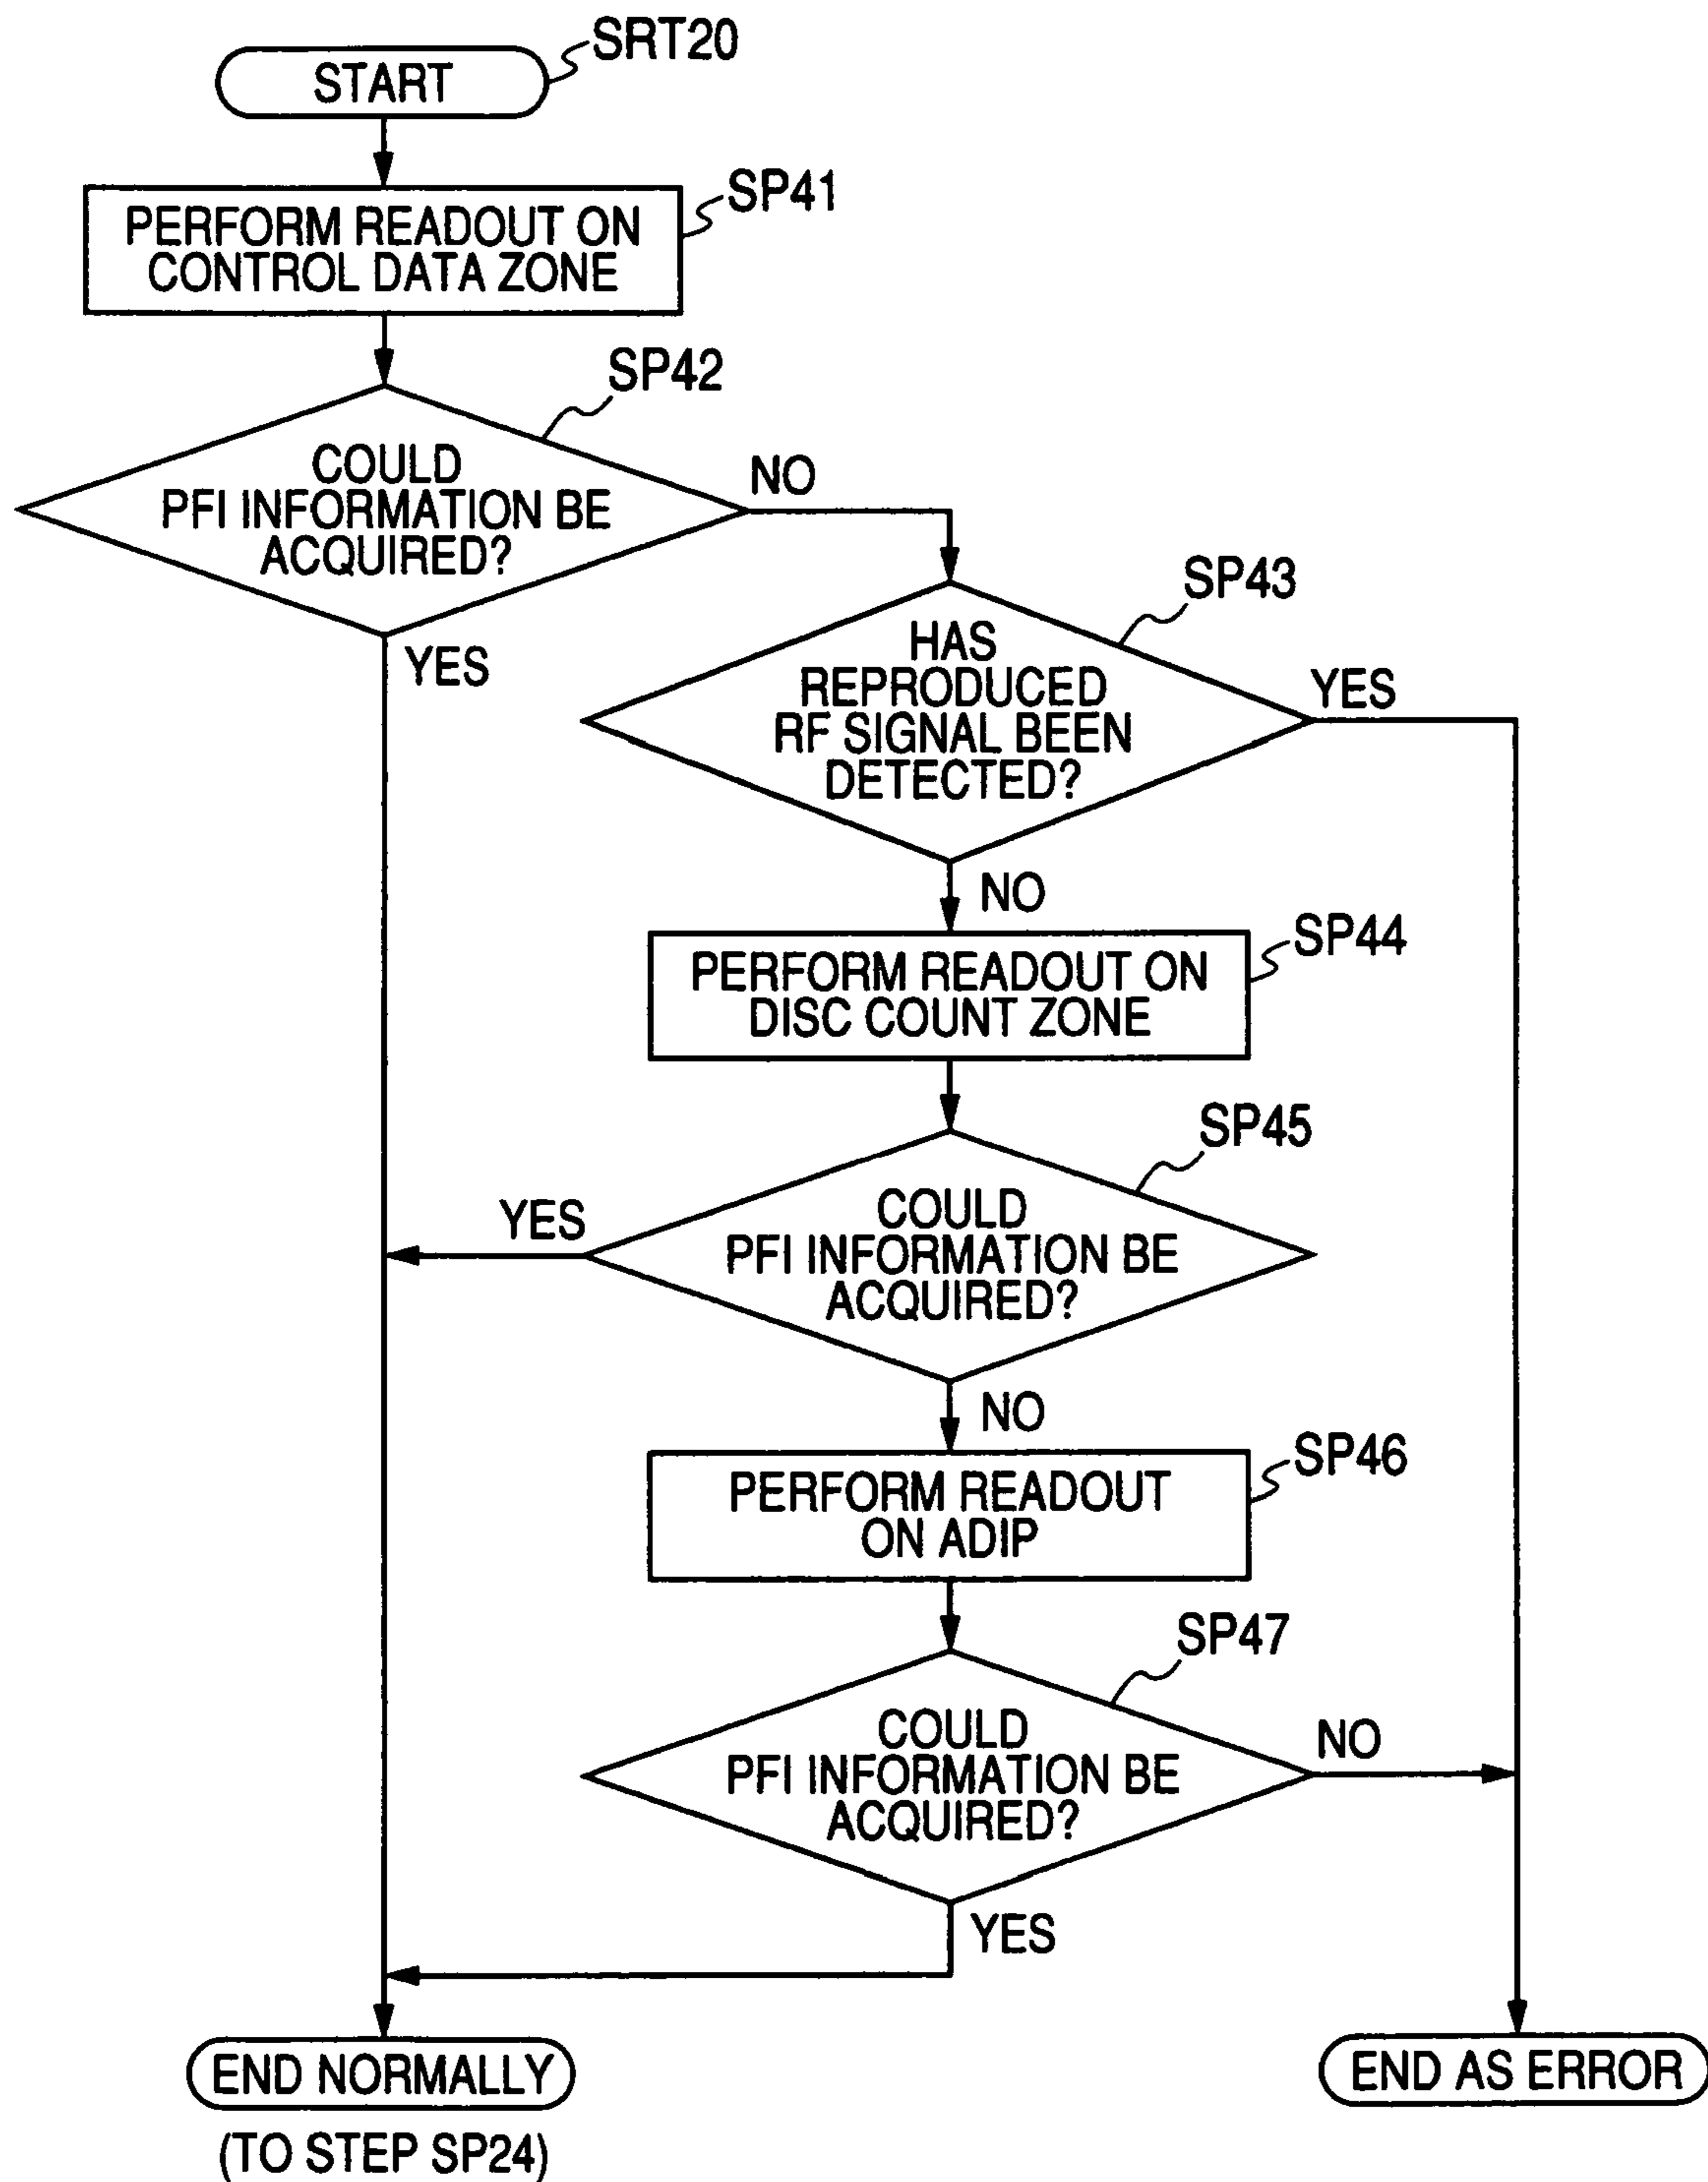 START
SRT20
PERFORM READOUT ON
CONTROL DATA ZONE
SP41
COULD
PFI INFORMATION BE
ACQUIRED?
SP42
NO
YES
HAS
REPRODUCED
RF SIGNAL BEEN
DETECTED?
SP43
YES
NO
PERFORM READOUT ON
DISC COUNT ZONE
SP44
COULD
PFI INFORMATION BE
ACQUIRED?
SP45
YES
NO
PERFORM READOUT
ON ADIP
SP46
COULD
PFI INFORMATION BE
ACQUIRED?
SP47
NO
YES
END NORMALLY
(TO STEP SP24)
END AS ERROR